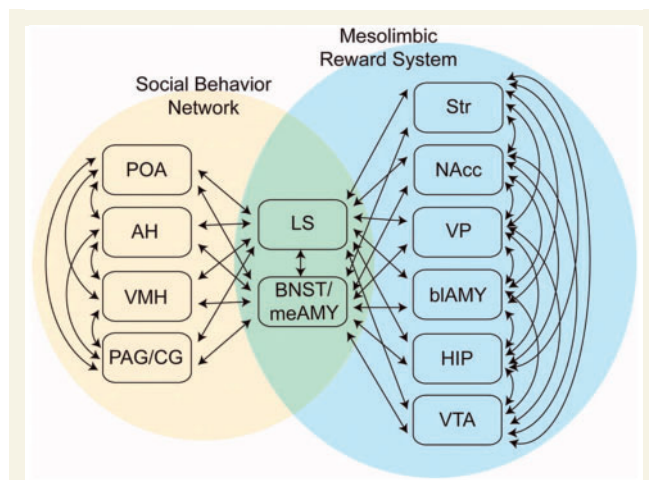 Mesolimbic
Reward System
Social Behavior
Network
POA
AH
VMH
PAG/CG
LS
BNST/
meAMY
Str
NAcc
VP
blAMY
HIP
VTA